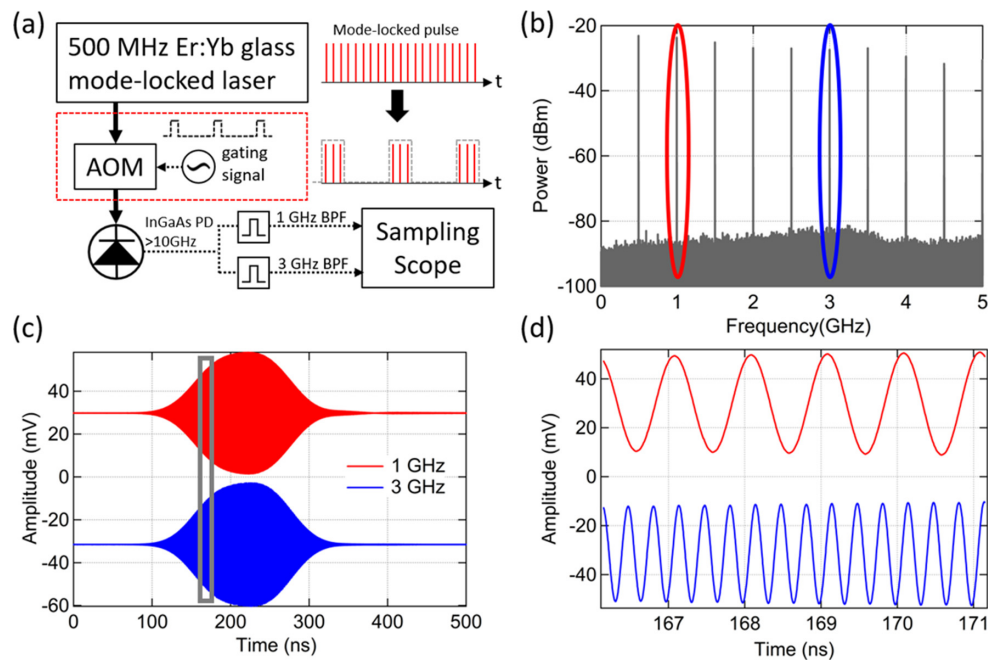 (a)
500 MHz Er:Yb glass
mode-locked laser
Mode-locked pulse
t
AOM
gating
signal
t
InGaAs PD
>10GHz
1 GHz BPF
3 GHz BPF
Sampling
Scope
(b)
-20
-40
-60
-80
-100
Power (dBm)
0
1
2
3
4
5
Frequency(GHz)
(c)
40
20
0
-20
-40
-60
Amplitude (mV)
1 GHz
3 GHz
0
100
200
300
400
500
Time (ns)
(d)
40
20
0
-20
-40
Amplitude (mV)
167
168
169
170
171
Time (ns)